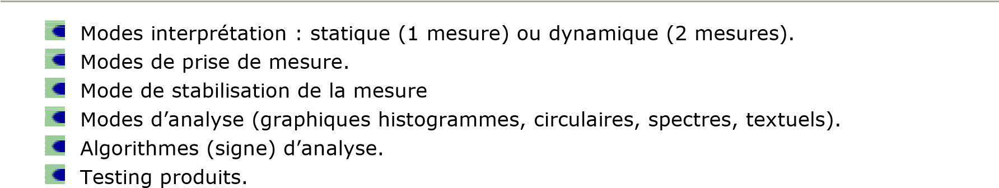 Modes interprétation : statique (1 mesure) ou dynamique (2 mesures).
Modes de prise de mesure.
Mode de stabilisation de la mesure
Modes d’analyse (graphiques histogrammes, circulaires, spectres, textuels).
Algorithmes (signe) d’analyse.
Testing produits.